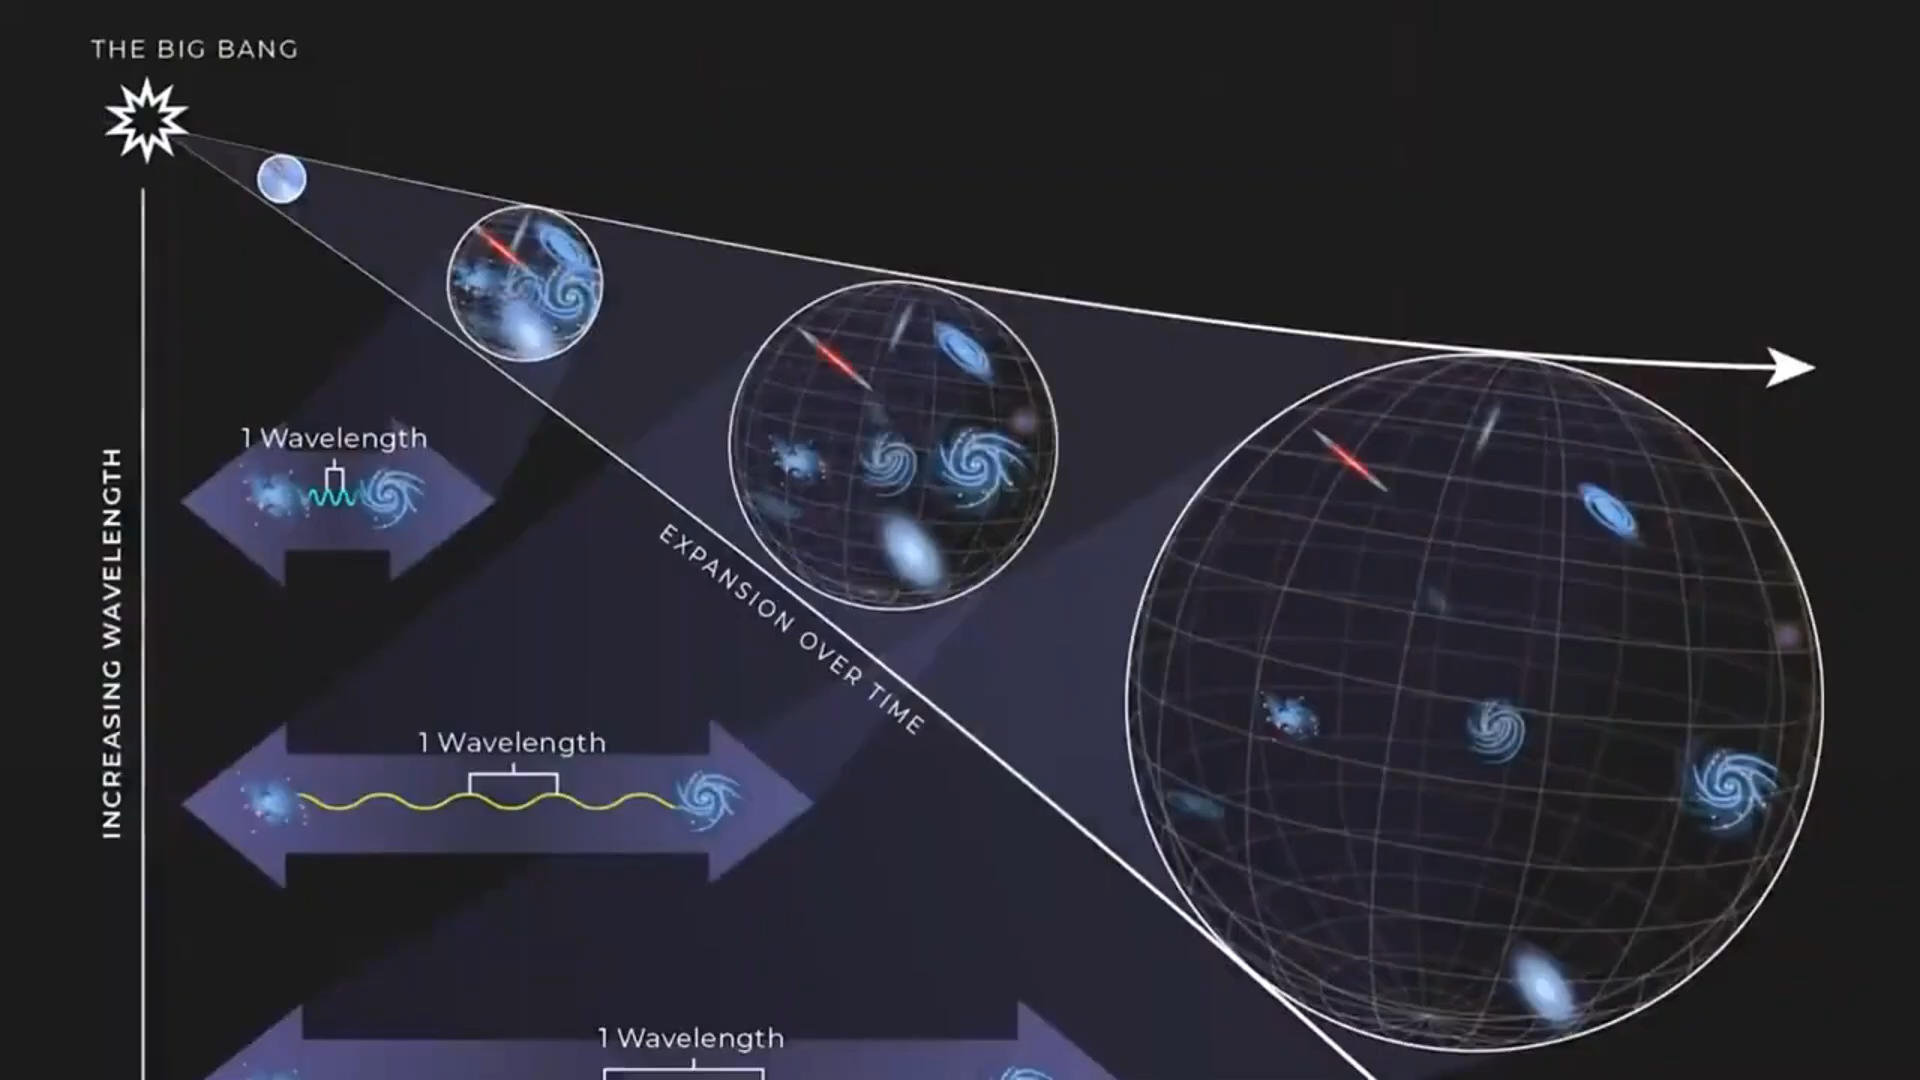 THE BIG BANG
1 Wavelength
INCREASING WAVELENGTH
EXPANSION OVER TIME
1 Wavelength
1 Wavelength